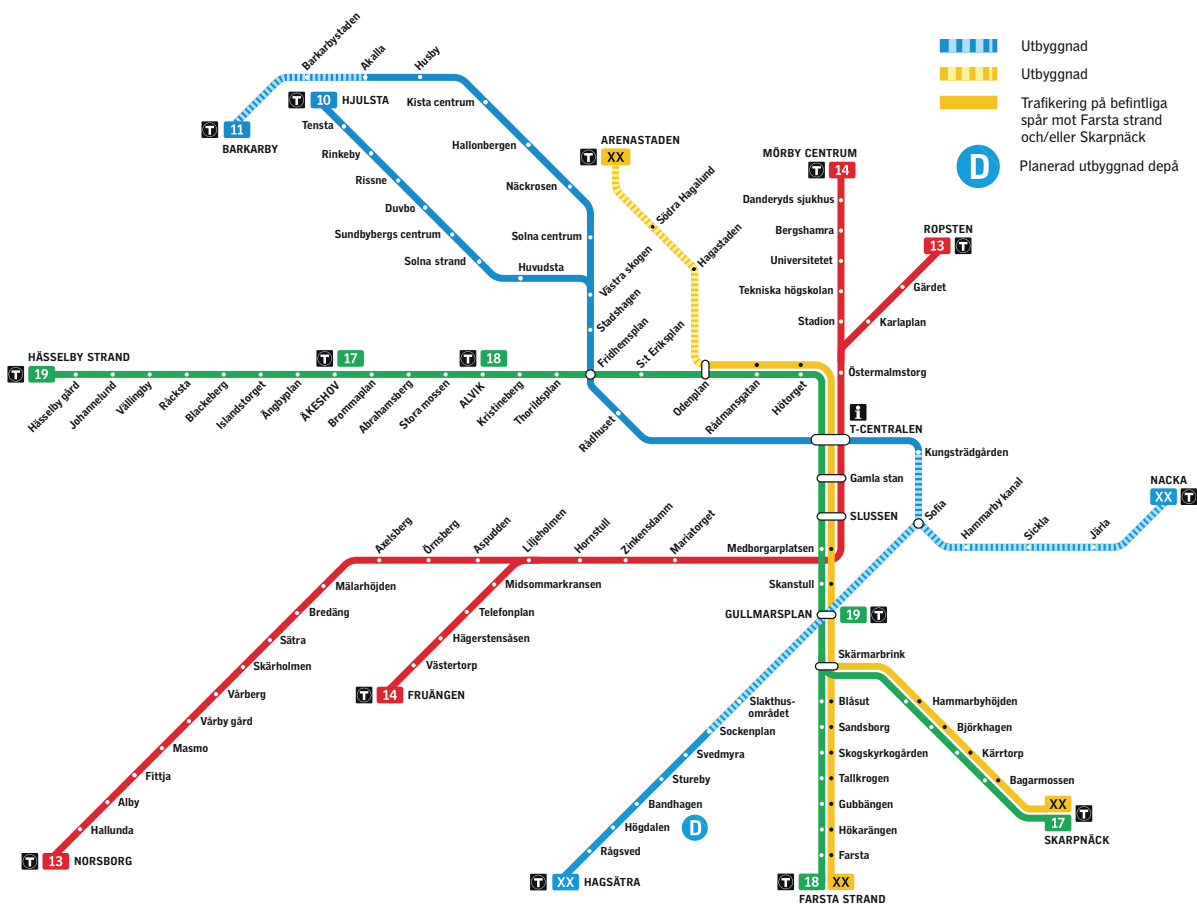 Utbyggnad
Utbyggnad
Trafikering på befintliga
spår mot Farsta strand
och/eller Skarpnäck
D
Planerad utbyggnad depå
Barkarbystaden
Akalla
Husby
T 10 HJULSTA
T 11
BARKARBY
Kista centrum
Tensta
Hallonbergen
Rinkeby
Rissne
Näckrosen
Duvbo
Sundbybergs centrum
Solna centrum
Solna strand
Huvudsta
Västra skogen
Stadshagen
Fridhemsplan
S:t Eriksplan
ARENASTADEN
T XX
Södra Hagalund
Hagastaden
MÖRBY CENTRUM
T 14
Danderyds sjukhus
Bergshamra
Universitetet
Tekniska högskolan
Stadion
ROPSTEN
13 T
Gärdet
Karlaplan
Östermalmstorg
HÄSSELBY STRAND
T 19
T 17
T 18
Hässelby gård
Johannelund
Vällingby
Råcksta
Blackeberg
Islandstorget
Ängbyplan
ÅKESHOV
Brommaplan
Abrahamsberg
Stora mossen
ALVIK
Kristineberg
Thorildsplan
Rådhuset
Odenplan
Rådmansgatan
Hötorget
i
T-CENTRALEN
Kungsträdgården
Gamla stan
SLUSSEN
Sofia
Hammarby kanal
Sickla
Järla
NACKA
XX T
Axelsberg
Örnsberg
Aspudden
Liljeholmen
Hornstull
Zinkensdamm
Mariatorget
Medborgarplatsen
Skanstull
GULLMARSPLAN
19 T
Mälarhöjden
Bredäng
Sätra
Skärholmen
Vårberg
Vårby gård
Masmo
Fittja
Alby
Hallunda
T 13 NORSBORG
Midsommarkransen
Telefonplan
Hägerstensåsen
Västertorp
T 14 FRUÄNGEN
Skärmarbrink
Slakthus-
området
Sockenplan
Svedmyra
Stureby
Bandhagen
Högdalen
D
Rågsved
T XX HAGSÄTRA
Blåsut
Sandsborg
Skogskyrkogården
Tallkrogen
Gubbängen
Hökarängen
Farsta
T 18 XX
FARSTA STRAND
Hammarbyhöjden
Björkhagen
Kärrtorp
Bagarmossen
XX
17
T
SKARPNÄCK